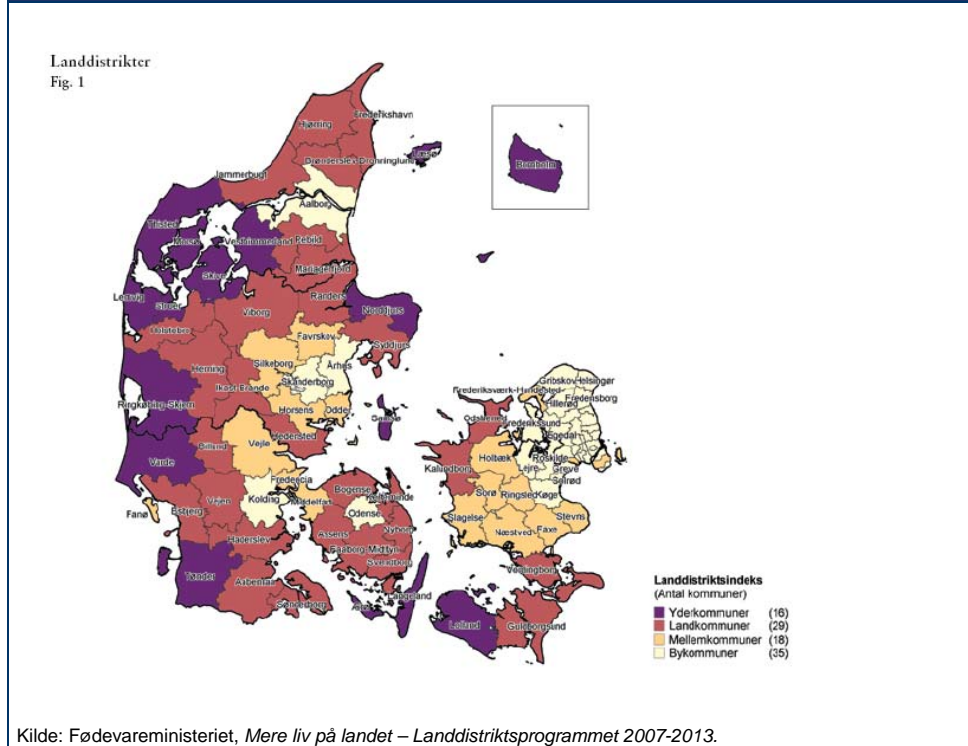 Landdistrikter
Fig. 1
Frederikshavn
Hjørring
Brønderslev-Dronninglund
Læsø
Jammerbugt
Bornholm
Aalborg
Thisted
Morsø
Vesthimmerland
Rebild
Skive
Mariagerfjord
Lemvig
Struer
Randers
Norddjurs
Viborg
Holstebro
Favrskov
Syddjurs
Silkeborg
Århus
Herning
Skanderborg
Ikast-Brande
Ringkøbing-Skjern
Horsens
Odder
Samsø
Hedensted
Gribskov
Helsingør
Frederiksværk-Hundested
Hillerød
Fredensborg
Odsherred
Frederikssund
Egedal
Billund
Vejle
Varde
Kalundborg
Holbæk
Roskilde
Lejre
Greve
Solrød
Fredericia
Bogense
Kerteminde
Kolding
Middelfart
Odense
Sorø
Ringsted
Køge
Vejen
Fanø
Esbjerg
Slagelse
Stevns
Næstved
Faxe
Nyborg
Assens
Haderslev
Faaborg-Midtfyn
Svendborg
Vordingborg
Tønder
Aabenraa
Langeland
Sønderborg
Ærø
Lolland
Guldborgsund
Landdistriktsindeks
(Antal kommuner)
Yderkommuner (16)
Landkommuner (29)
Mellemkommuner (18)
Bykommuner (35)
Kilde: Fødevareministeriet, Mere liv på landet – Landdistriktsprogrammet 2007-2013.